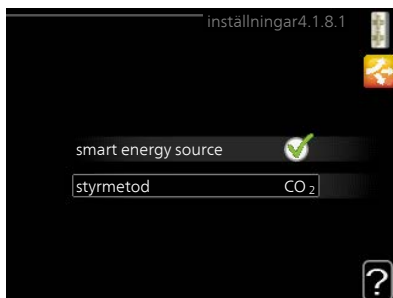 inställningar4.1.8.1
smart energy source
styrmetod CO₂
?